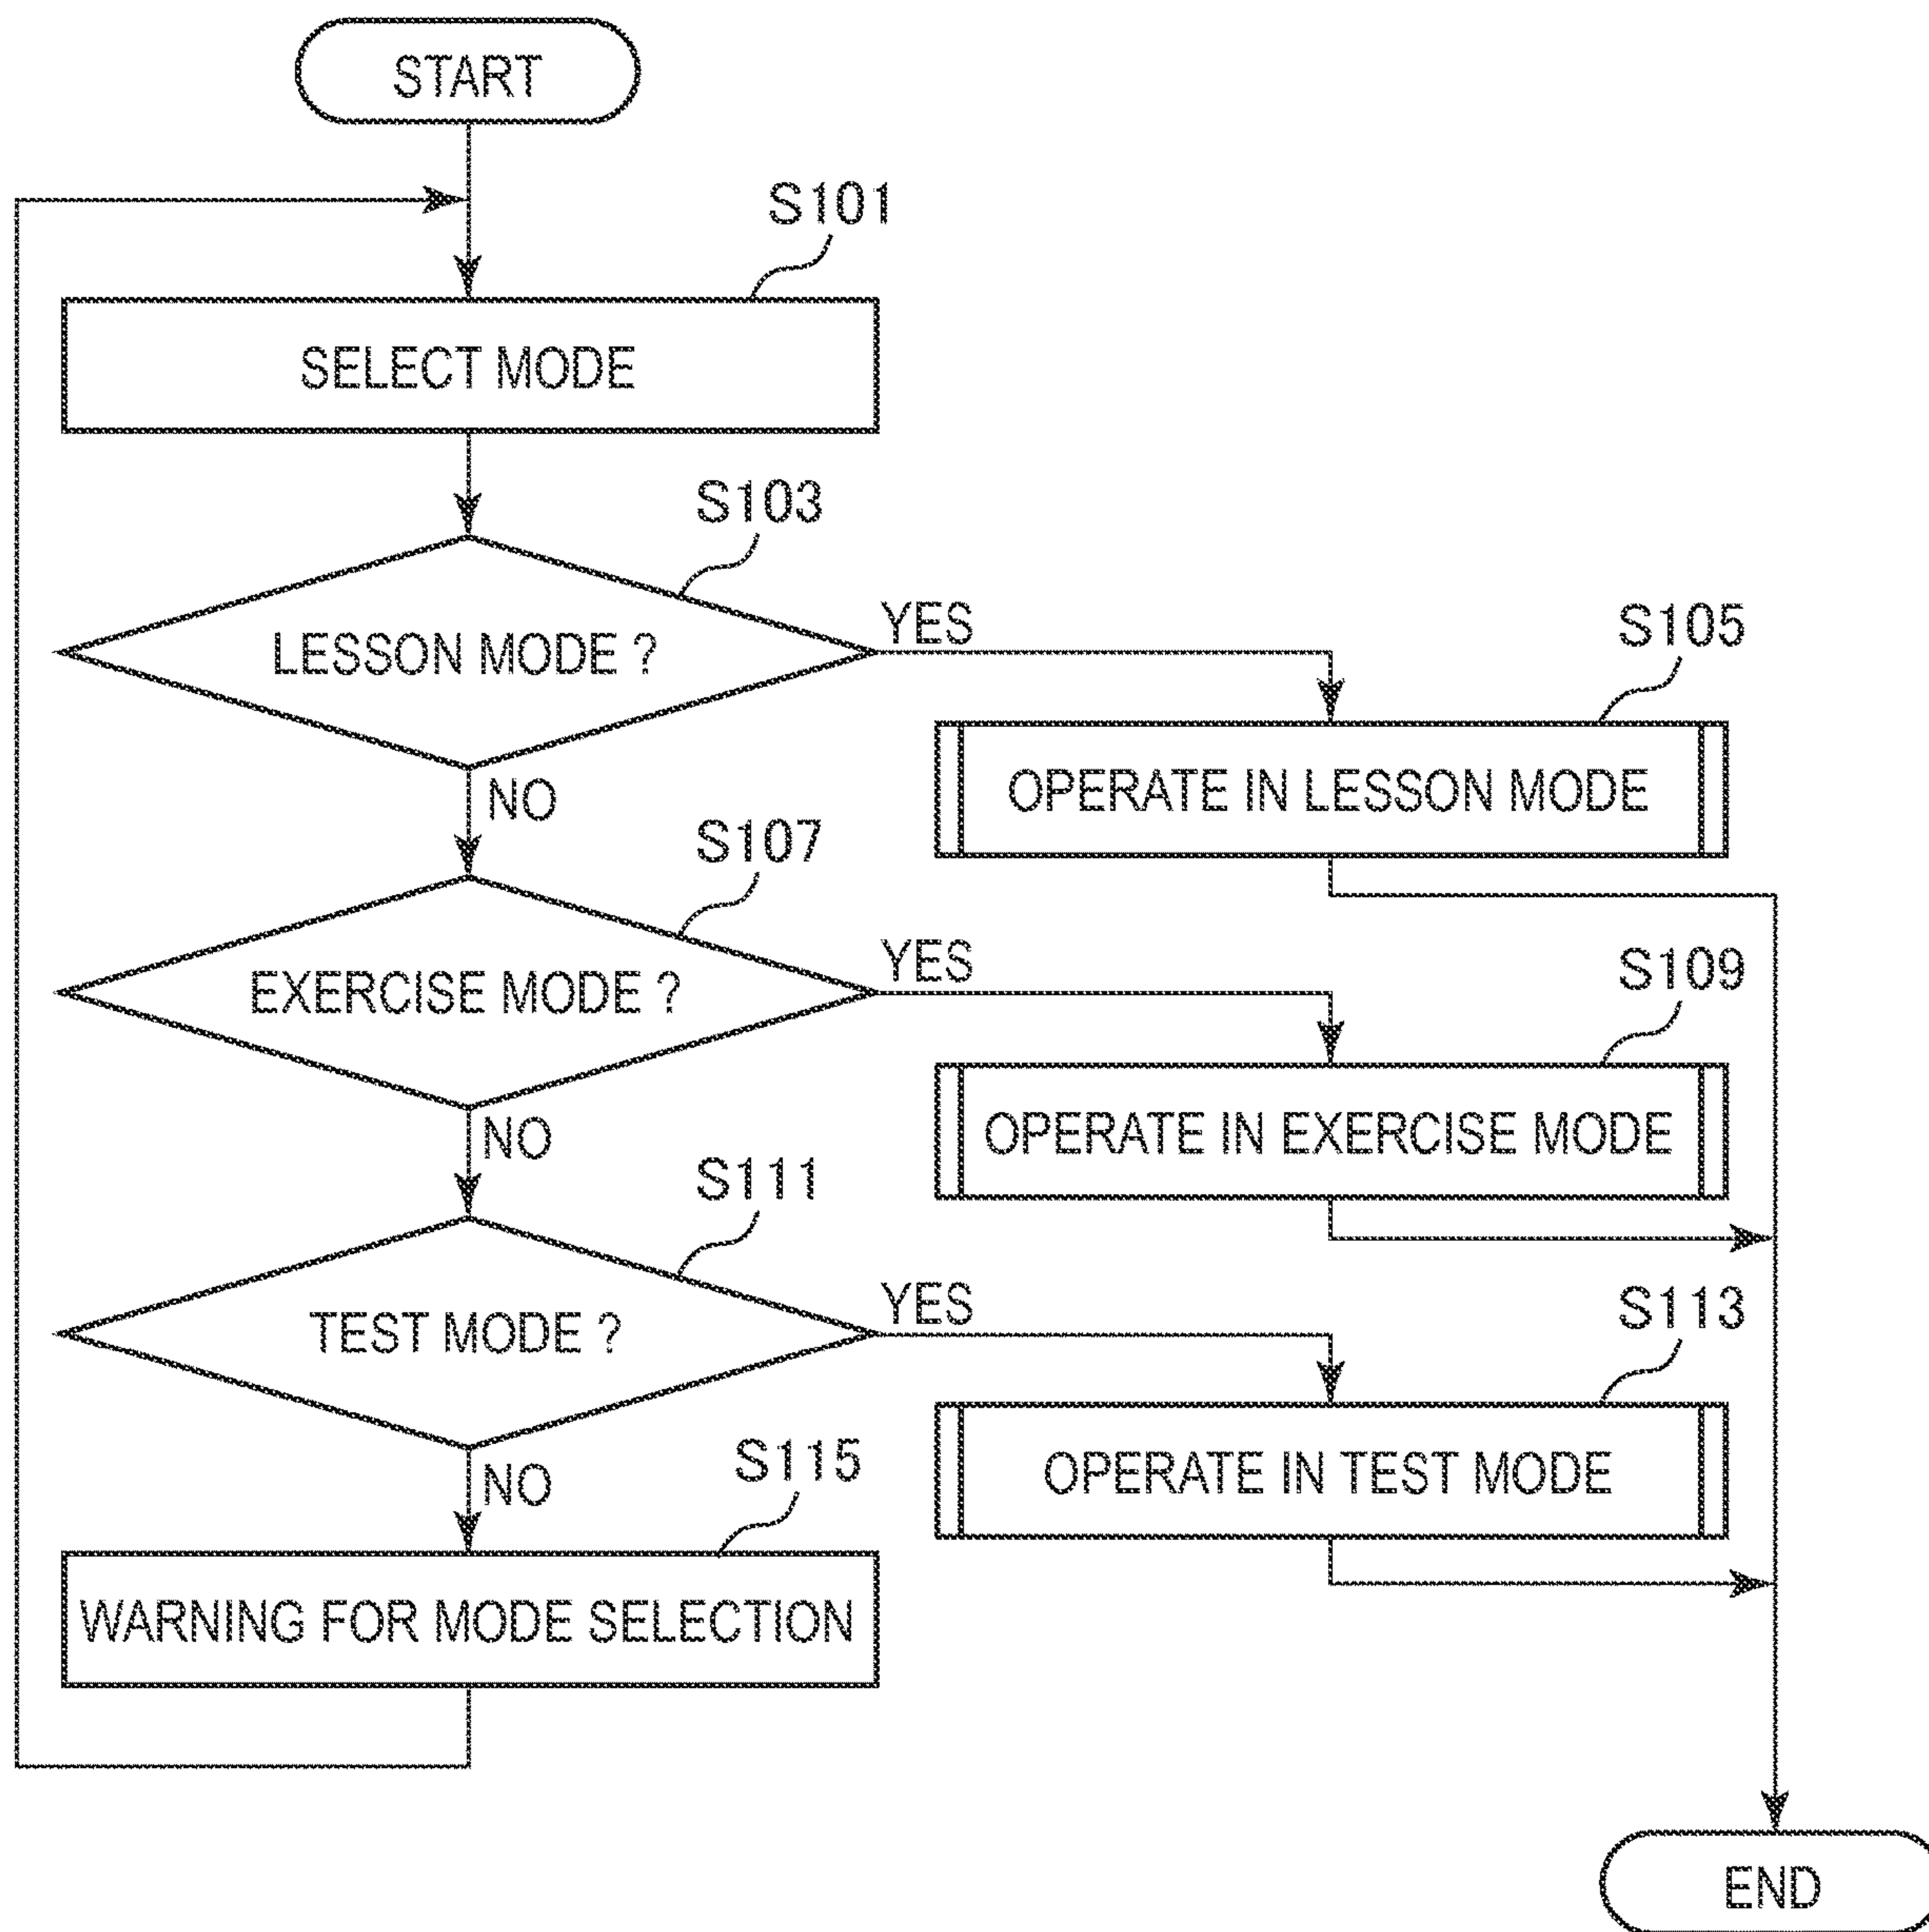 START
S101
SELECT MODE
S103
LESSON MODE ?
YES
S105
OPERATE IN LESSON MODE
NO
S107
EXERCISE MODE ?
YES
S109
OPERATE IN EXERCISE MODE
NO
S111
TEST MODE ?
YES
S113
OPERATE IN TEST MODE
NO
S115
WARNING FOR MODE SELECTION
END